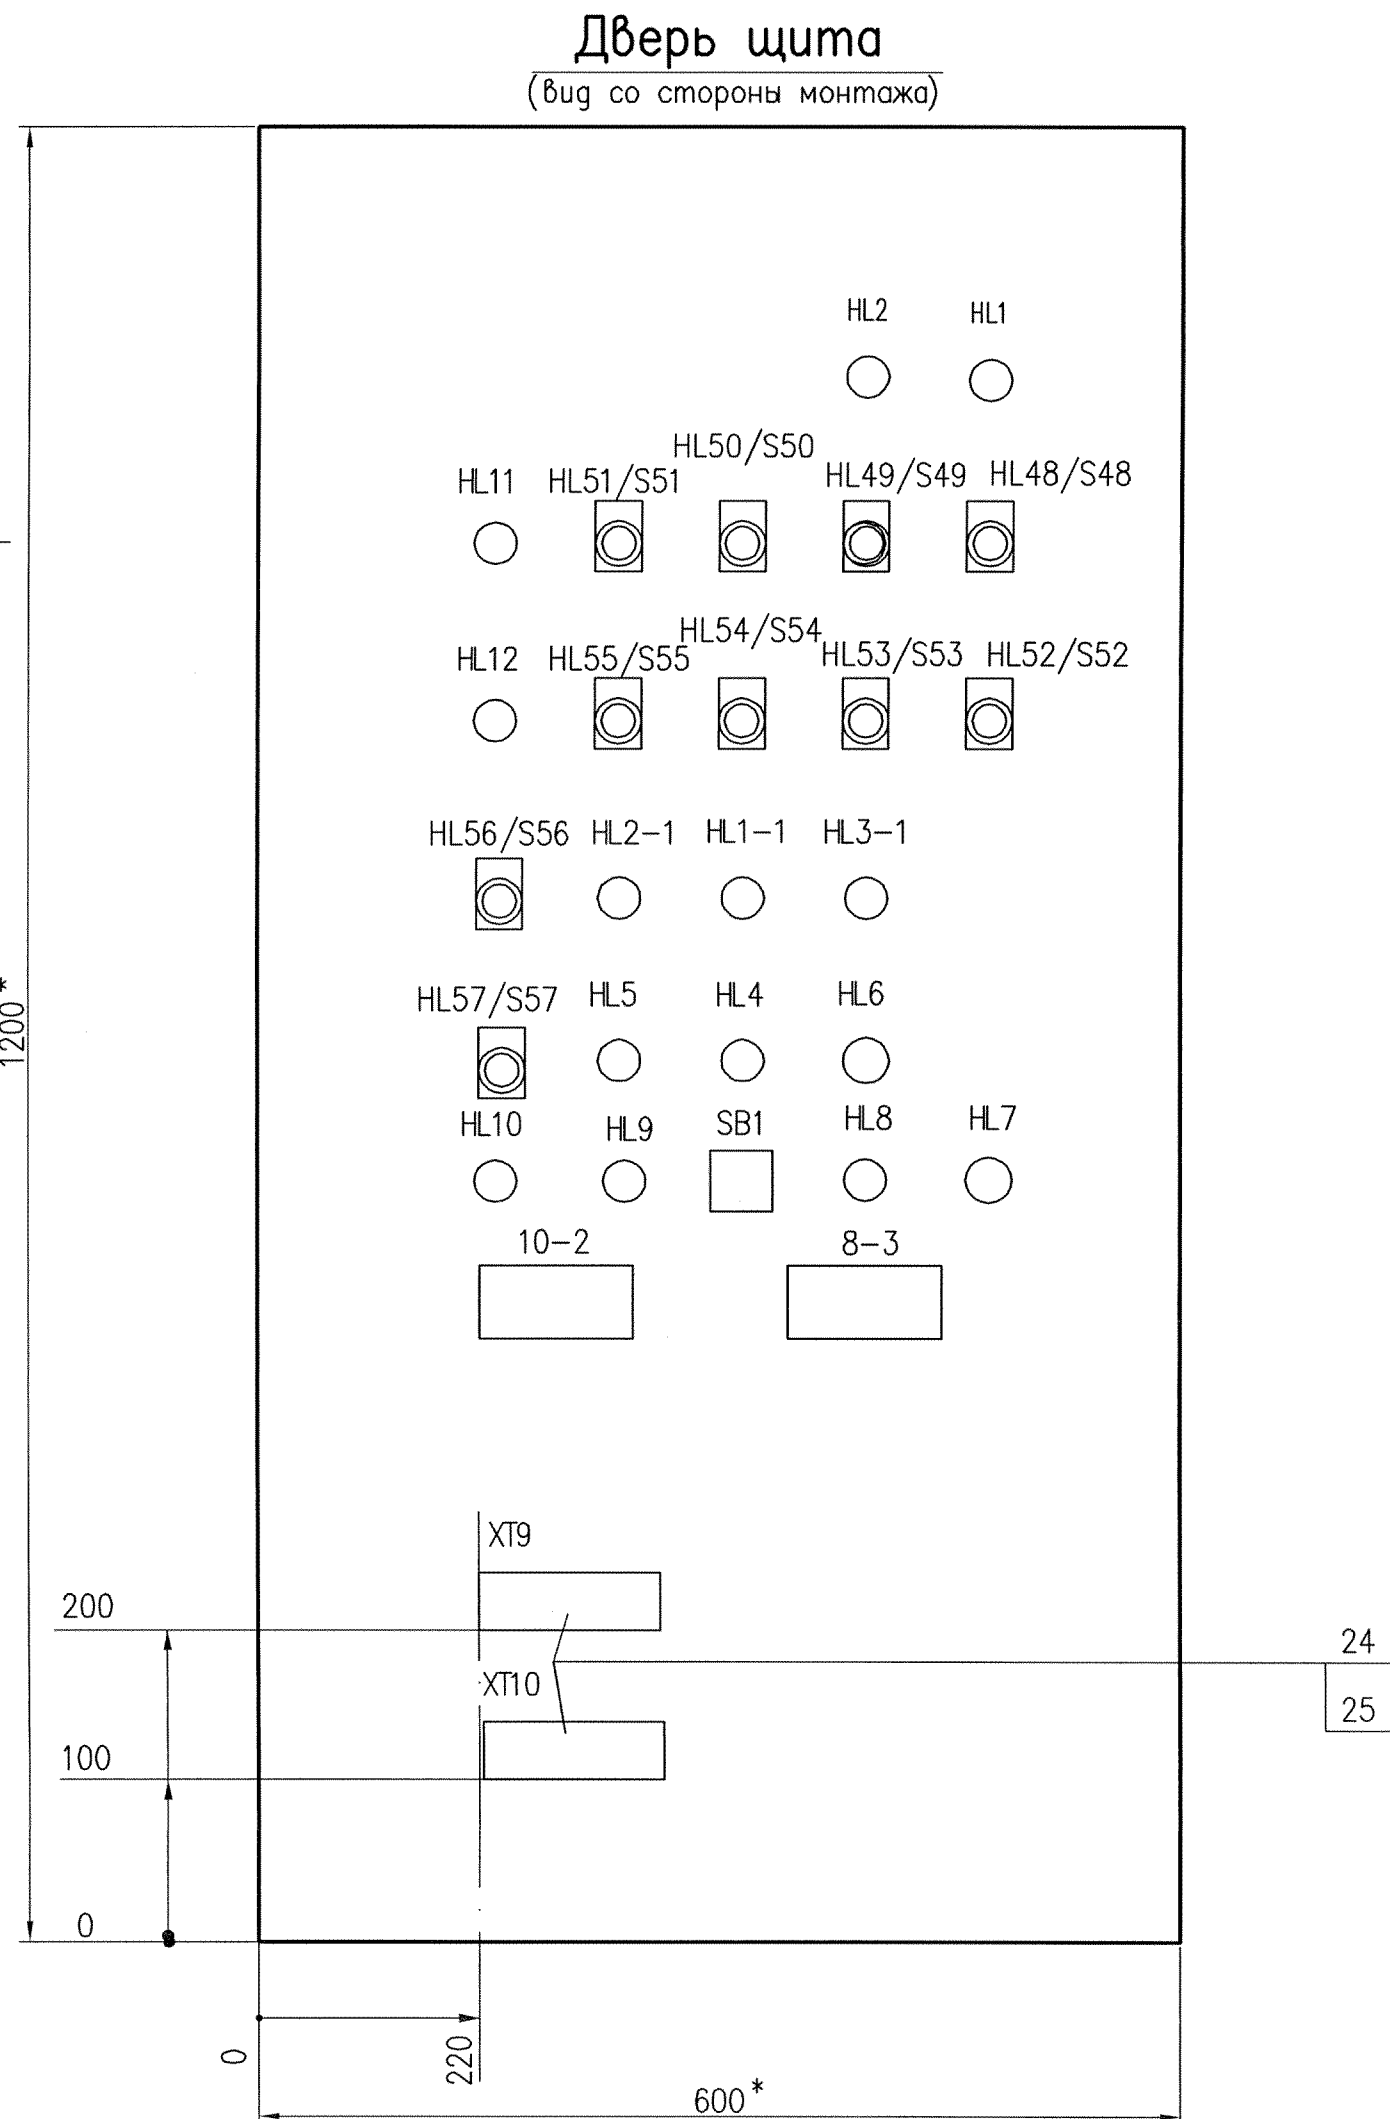 Дверь щита
(вид со стороны монтажа)
HL2 HL1
HL50/S50
HL11 HL51/S51 HL49/S49 HL48/S48
HL54/S54
HL12 HL55/S55 HL53/S53 HL52/S52
HL56/S56 HL2-1 HL1-1 HL3-1
1200*
HL57/S57 HL5 HL4 HL6
HL10 HL9 SB1 HL8 HL7
10-2 8-3
XT9
200
24
XT10
25
100
0
0
220
600*